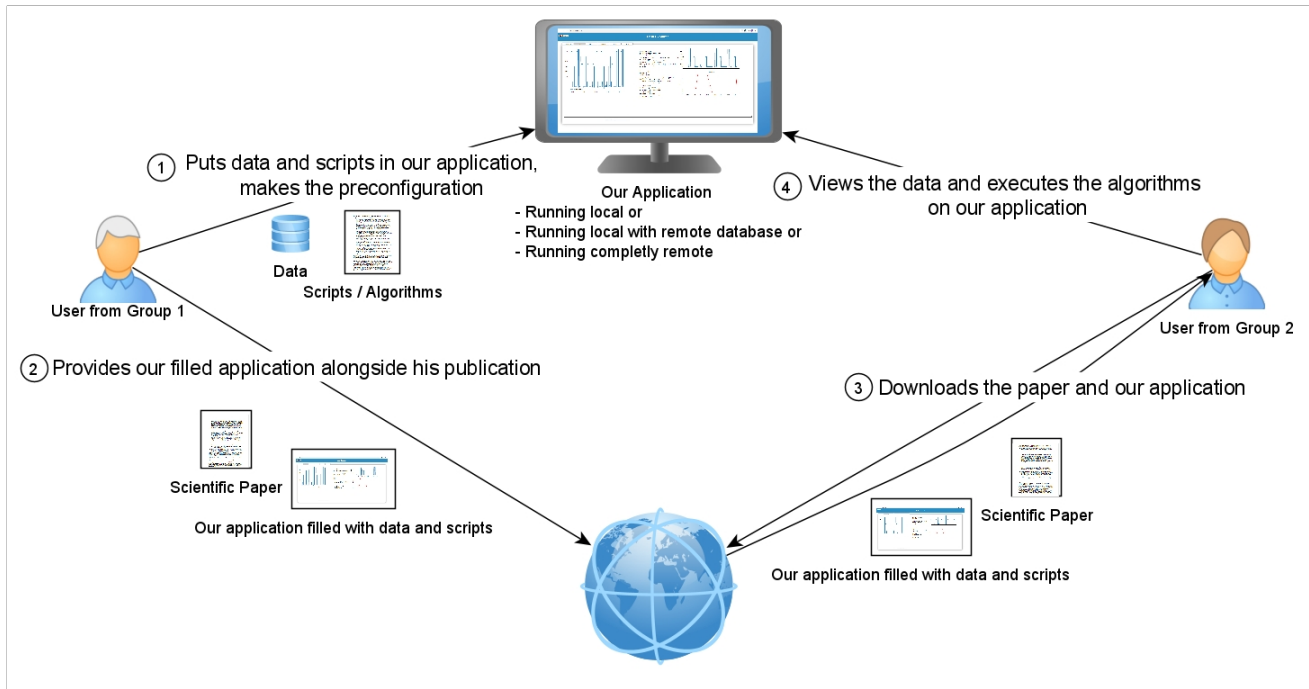 1
Puts data and scripts in our application,
makes the preconfiguration
Data
Scripts / Algorithms
User from Group 1
Our Application
- Running local or
- Running local with remote database or
- Running completly remote
4
Views the data and executes the algorithms
on our application
User from Group 2
2
Provides our filled application alongside his publication
Scientific Paper
Our application filled with data and scripts
3
Downloads the paper and our application
Scientific Paper
Our application filled with data and scripts